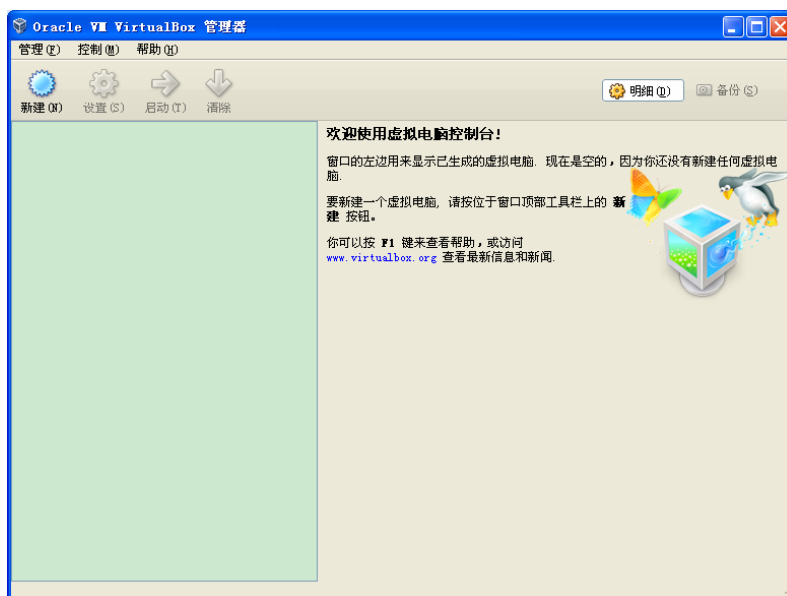 Oracle VM VirtualBox 管理器
管理(F) 控制(M) 帮助(H)
新建(N) 设置(S) 启动(T) 清除
明细(D) 备份(S)
欢迎使用虚拟电脑控制台!
窗口的左边用来显示已生成的虚拟电脑. 现在是空的，因为你还没有新建任何虚拟电
脑.
要新建一个虚拟电脑, 请按位于窗口顶部工具栏上的 新
建 按钮。
你可以按 F1 键来查看帮助，或访问
www.virtualbox.org 查看最新信息和新闻.